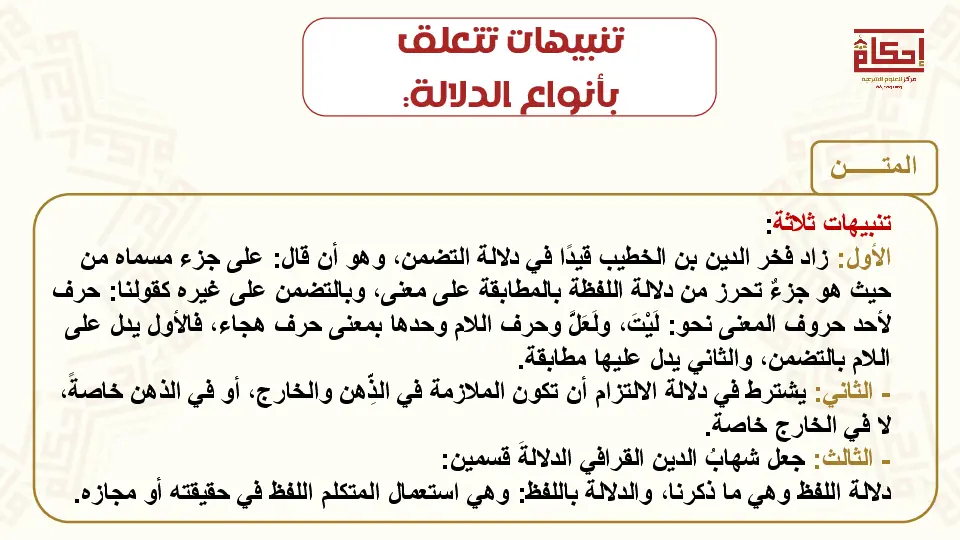 تنبيهات تتعلق
بأنواع الدلالة:
إحكام
مركز للعلوم الشرعية
المتـــــن
تنبيهات ثلاثة:
الأول: زاد فخر الدين بن الخطيب قيدًا في دلالة التضمن، وهو أن قال: على جزء مسماه من
حيث هو جزءٌ تحرز من دلالة اللفظة بالمطابقة على معنى، وبالتضمن على غيره كقولنا: حرف
لأحد حروف المعنى نحو: لَيْتَ، ولَعَلَّ وحرف اللام وحدها بمعنى حرف هجاء، فالأول يدل على
اللام بالتضمن، والثاني يدل عليها مطابقة.
- الثاني: يشترط في دلالة الالتزام أن تكون الملازمة في الذِّهن والخارج، أو في الذهن خاصةً،
لا في الخارج خاصة.
- الثالث: جعل شهابُ الدين القرافي الدلالةَ قسمين:
دلالة اللفظ وهي ما ذكرنا، والدلالة باللفظ: وهي استعمال المتكلم اللفظ في حقيقته أو مجازه.